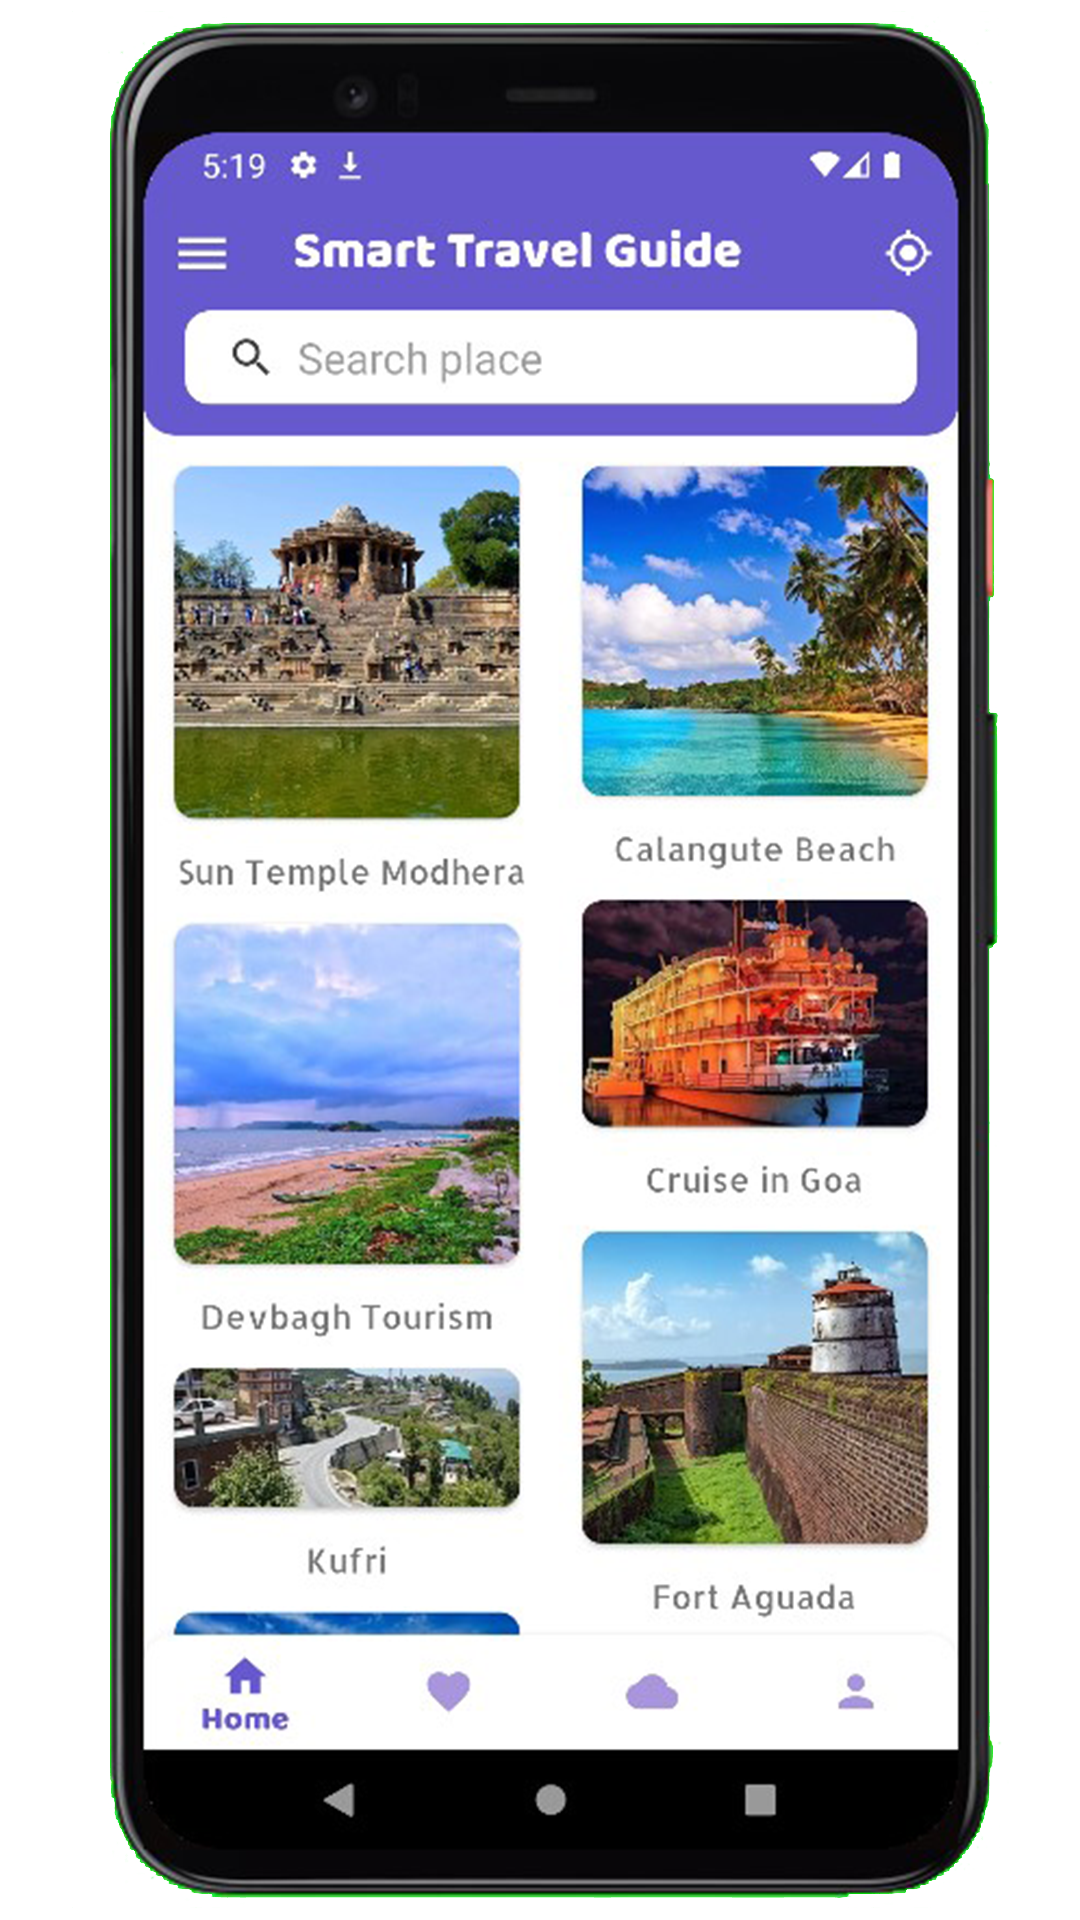 5:19
Smart Travel Guide
Search place
Sun Temple Modhera
Calangute Beach
Devbagh Tourism
Cruise in Goa
Kufri
Fort Aguada
Home